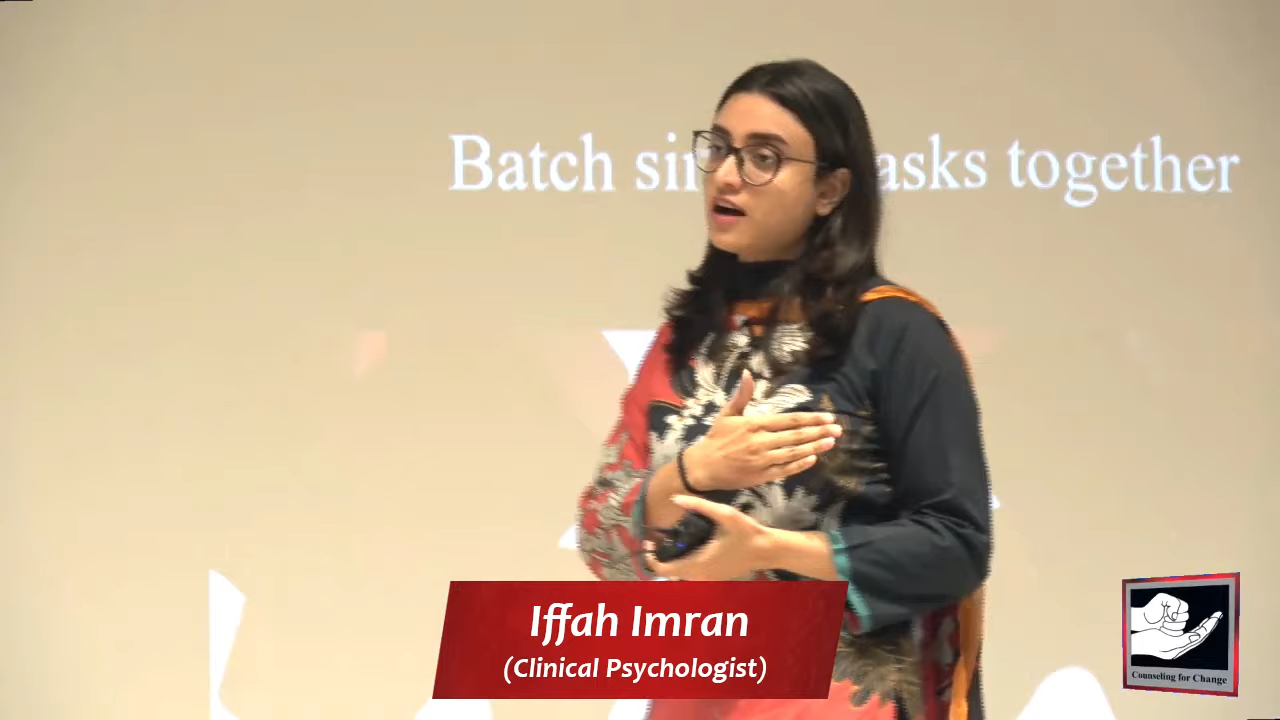 Batch together
Iffah Imran
(Clinical Psychologist)
Counseling for Change